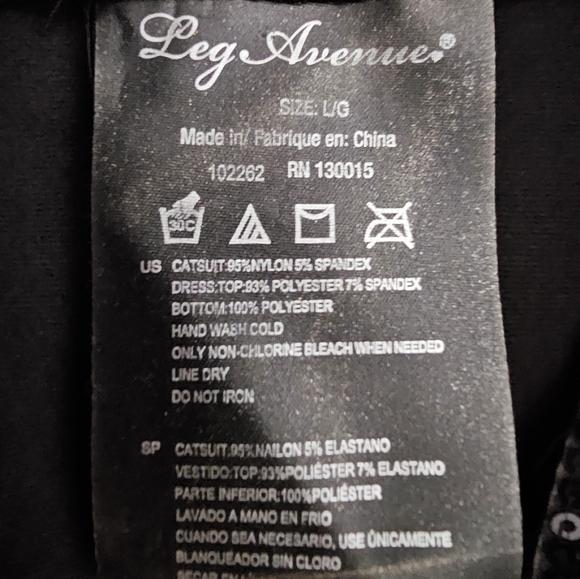 Leg Avenue®
SIZE: L/G
Made in/ Fabrique en: China
102262 RN 130015
30C
US CATSUIT:95%NYLON 5% SPANDEX
DRESS:TOP:93% POLYESTER 7% SPANDEX
BOTTOM:100% POLYESTER
HAND WASH COLD
ONLY NON-CHLORINE BLEACH WHEN NEEDED
LINE DRY
DO NOT IRON
SP CATSUIT:95%NAILON 5% ELASTANO
VESTIDO:TOP:93%POLIÉSTER 7% ELASTANO
PARTE INFERIOR:100%POLIÉSTER
LAVADO A MANO EN FRIO
CUANDO SEA NECESARIO, USE ÚNICAMENTE
BLANQUEADOR SIN CLORO
SECAR EN